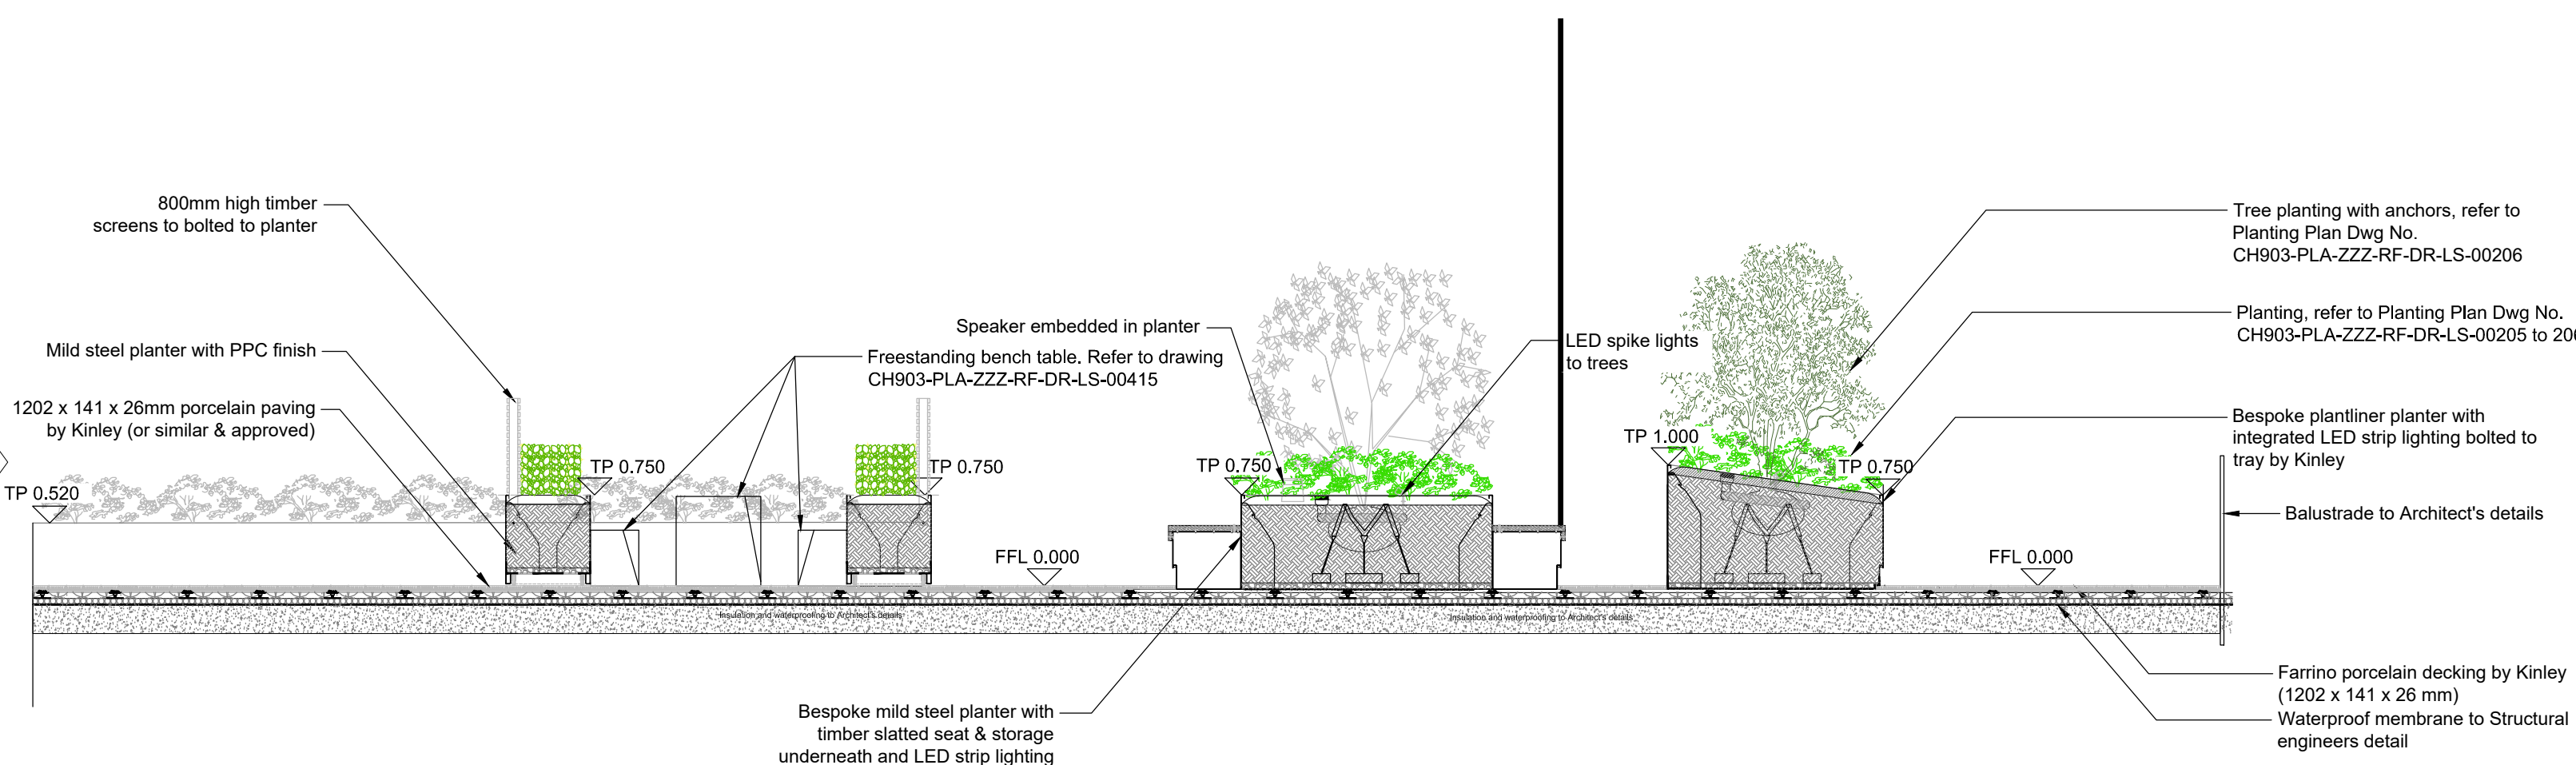 800mm high timber
screens to bolted to planter
Mild steel planter with PPC finish
1202 x 141 x 26mm porcelain paving
by Kinley (or similar & approved)
TP 0.520
TP 0.750
TP 0.750
Speaker embedded in planter
Freestanding bench table. Refer to drawing
CH903-PLA-ZZZ-RF-DR-LS-00415
FFL 0.000
TP 0.750
LED spike lights
to trees
TP 1.000
TP 0.750
FFL 0.000
Tree planting with anchors, refer to
Planting Plan Dwg No.
CH903-PLA-ZZZ-RF-DR-LS-00206
Planting, refer to Planting Plan Dwg No.
CH903-PLA-ZZZ-RF-DR-LS-00205 to
Bespoke plantliner planter with
integrated LED strip lighting bolted to
tray by Kinley
Balustrade to Architect's details
Insulation and waterproofing to Architect's details
Insulation and waterproofing to Architect's details
Bespoke mild steel planter with
timber slatted seat & storage
underneath and LED strip lighting
Farrino porcelain decking by Kinley
(1202 x 141 x 26 mm)
Waterproof membrane to Structural
engineers detail